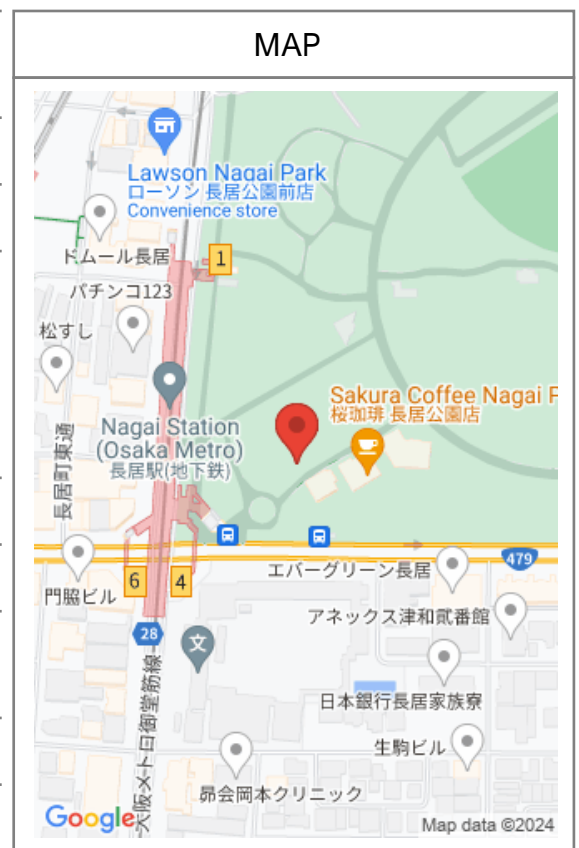 MAP
Lawson Nagai Park
ローソン 長居公園前店
Convenience store
ドムール長居
1
パチンコ123
松すし
Sakura Coffee Nagai P
桜珈琲 長居公園店
Nagai Station
(Osaka Metro)
長居駅(地下鉄)
長居町東通
479
エバーグリーン長居
6
4
門脇ビル
アネックス津和貮番館
28
文
日本銀行長居家族寮
生駒ビル
昴会岡本クリニック
大阪メトロ御堂筋線
Google
Map data ©2024